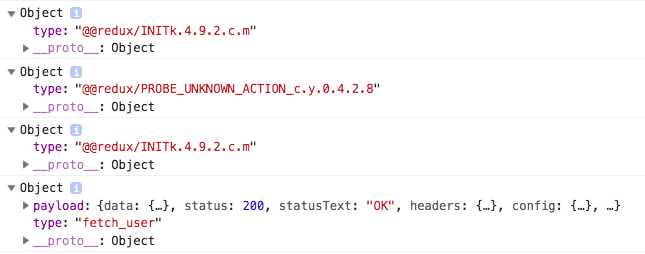 ▼Object i
type: "@@redux/INITk.4.9.2.c.m"
▶__proto__: Object
▼Object i
type: "@@redux/PROBE_UNKNOWN_ACTION_c.y.0.4.2.8"
▶__proto__: Object
▼Object i
type: "@@redux/INITk.4.9.2.c.m"
▶__proto__: Object
▼Object i
▶payload: {data: {…}, status: 200, statusText: "OK", headers: {…}, config: {…}, …}
type: "fetch_user"
▶__proto__: Object